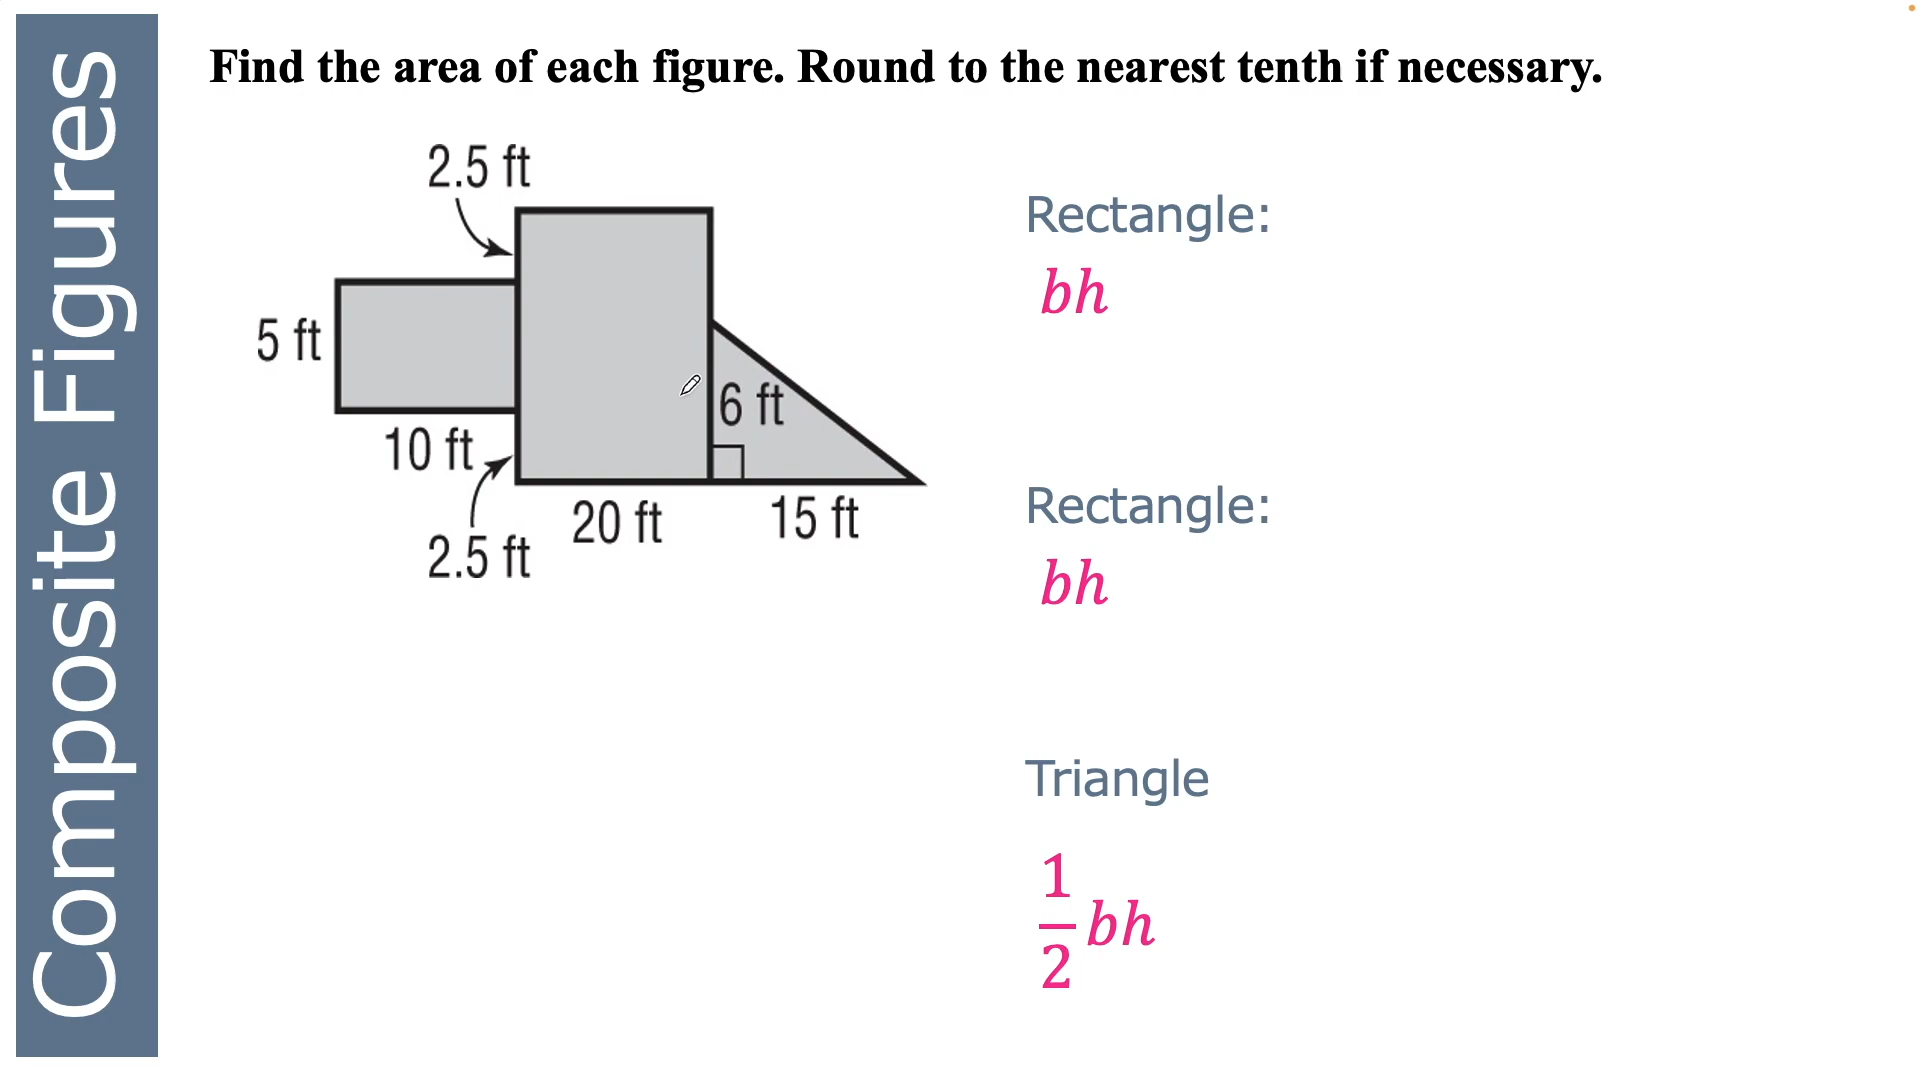 Composite Figures
Find the area of each figure. Round to the nearest tenth if necessary.
2.5 ft
5 ft
6 ft
10 ft
20 ft
15 ft
2.5 ft
Rectangle:
bh
Rectangle:
bh
Triangle
1/2 bh